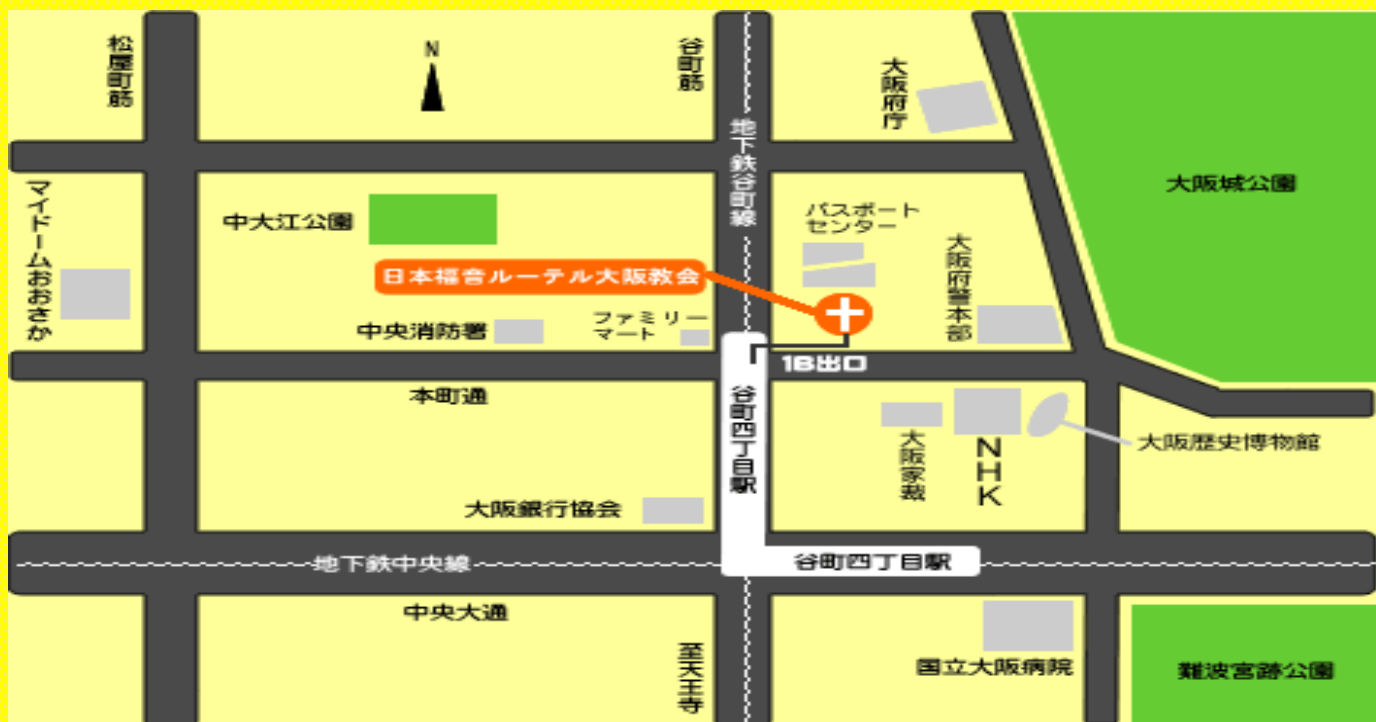 松屋町筋
N
谷町筋
大阪府庁
地下鉄谷町線
大阪城公園
マイドームおおさか
中大江公園
パスポート
センター
大阪府警本部
日本福音ルーテル大阪教会
中央消防署
ファミリー
マート
1B出口
本町通
谷町四丁目駅
大阪家裁
NHK
大阪歴史博物館
大阪銀行協会
地下鉄中央線
谷町四丁目駅
中央大通
至天王寺
国立大阪病院
難波宮跡公園